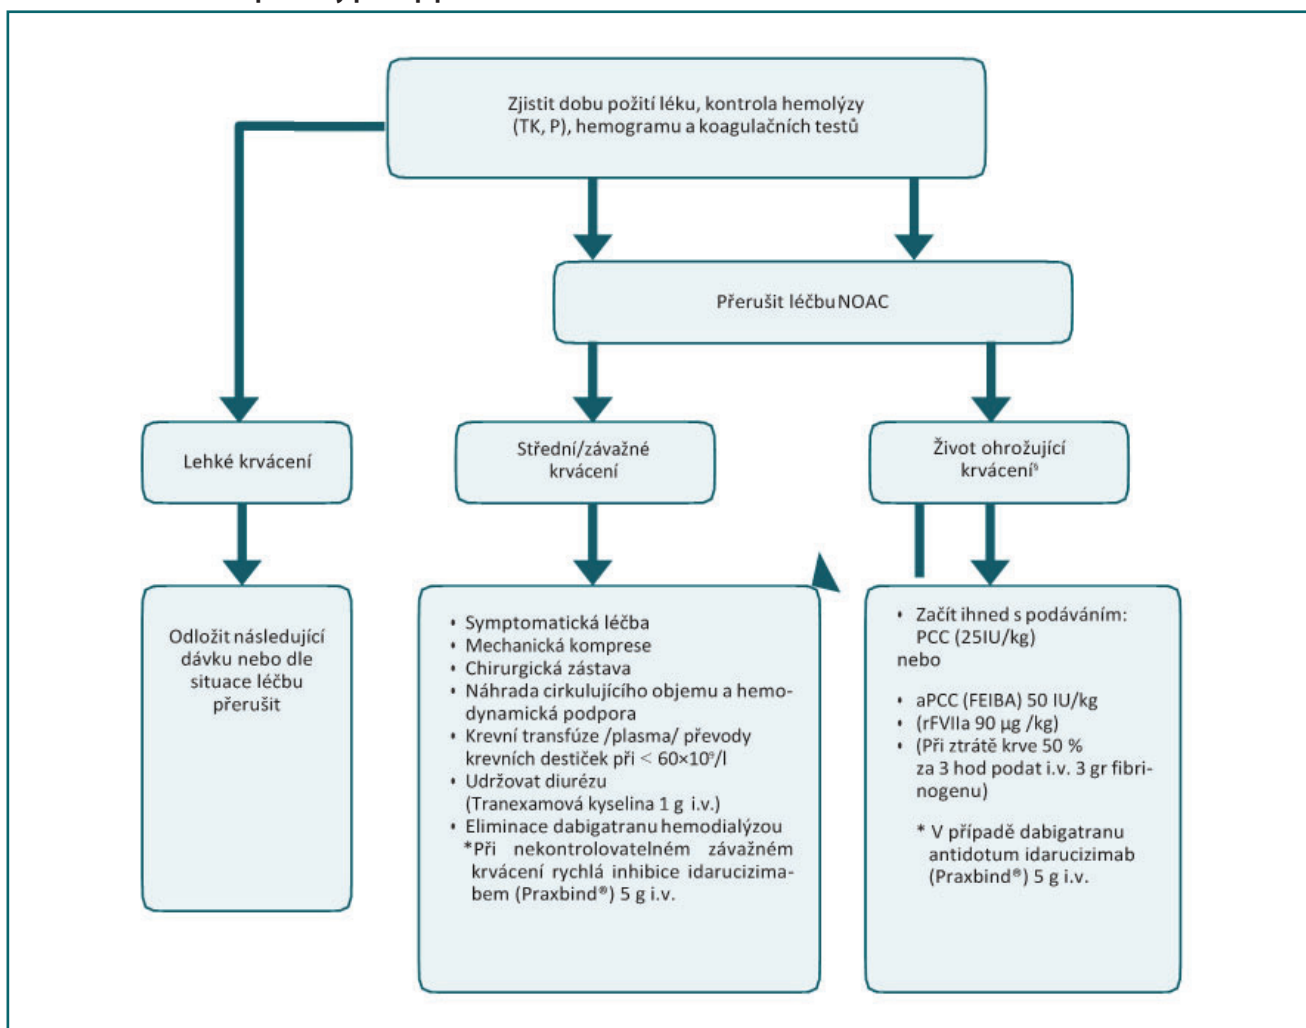 Zjistit dobu požití léku, kontrola hemolýzy
(TK, P), hemogramu a koagulačních testů
Přerušit léčbu NOAC
Lehké krvácení
Střední/závažné
krvácení
Život ohrožující
krvácení§
Odložit následující
dávku nebo dle
situace léčbu
přerušit
• Symptomatická léčba
• Mechanická komprese
• Chirurgická zástava
• Náhrada cirkulujícího objemu a hemo-
dynamická podpora
• Krevní transfúze /plasma/ převody
krevních destiček při < 60×10⁹/l
• Udržovat diurézu
(Tranexamová kyselina 1 g i.v.)
• Eliminace dabigatranu hemodialýzou
*Při nekontrolovatelném závažném
krvácení rychlá inhibice idarucizima-
bem (Praxbind®) 5 g i.v.
• Začít ihned s podáváním:
PCC (25IU/kg)
nebo
• aPCC (FEIBA) 50 IU/kg
• (rFVIIa 90 µg /kg)
• (Při ztrátě krve 50 %
za 3 hod podat i.v. 3 gr fibri-
nogenu)
* V případě dabigatranu
antidotum idarucizimab
(Praxbind®) 5 g i.v.